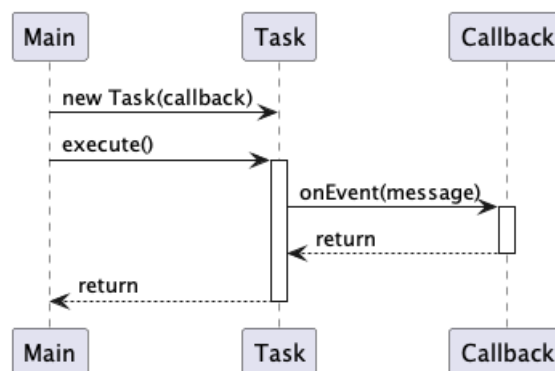 Main Task Callback
new Task(callback)
execute()
onEvent(message)
return
return
Main Task Callback